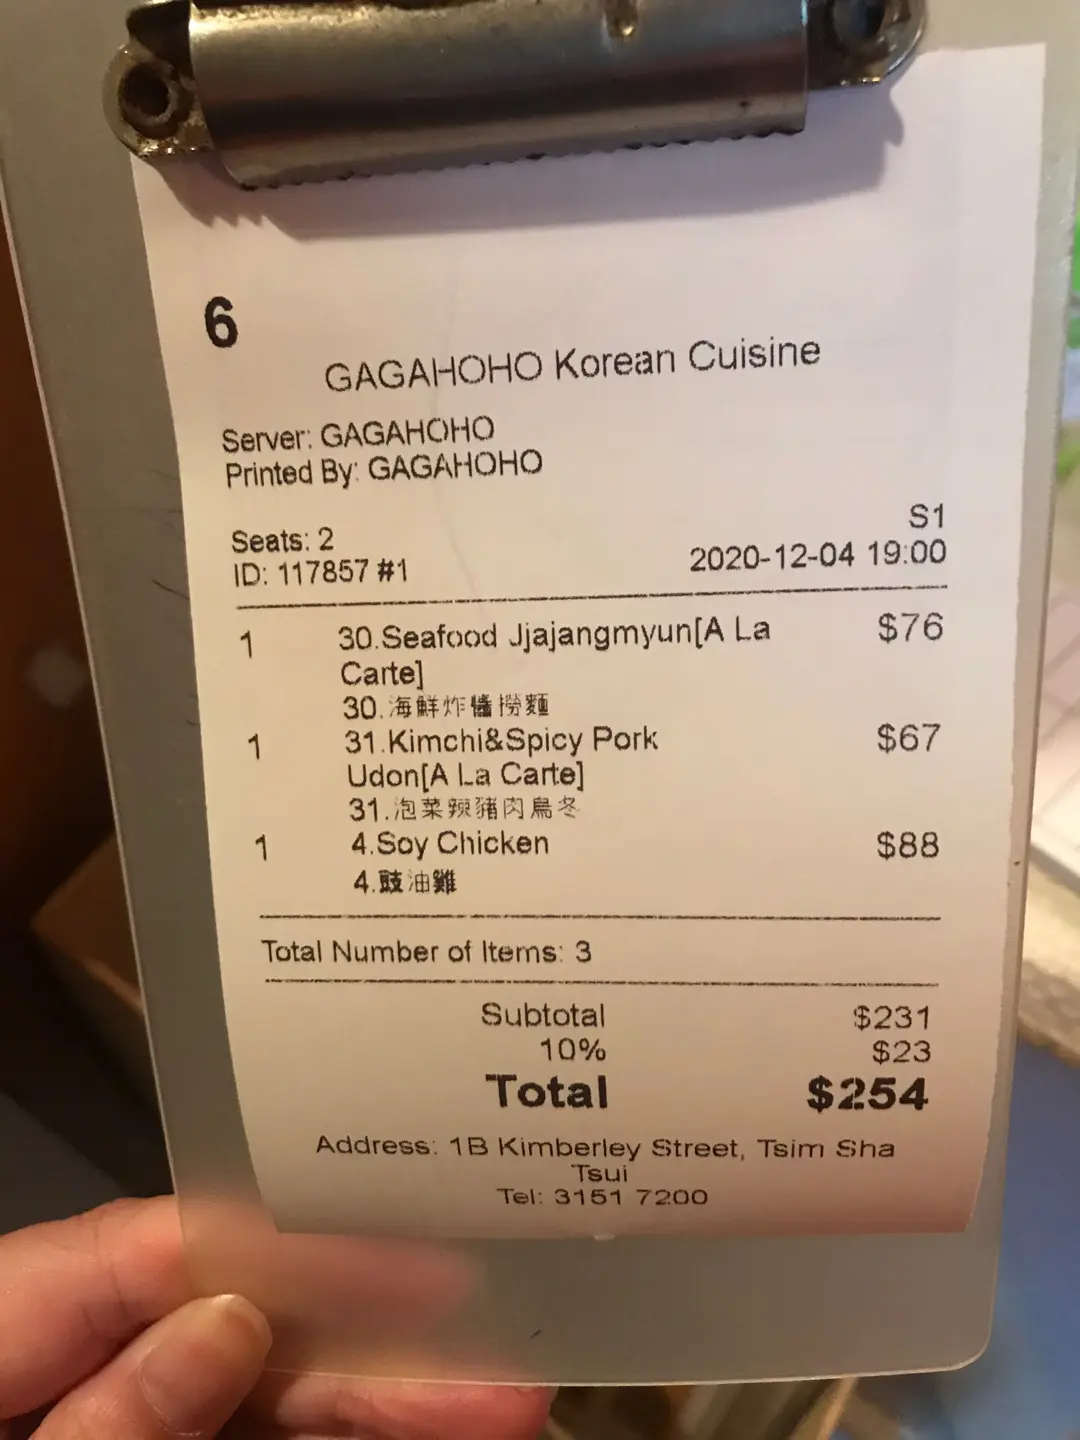 6
GAGAHOHO Korean Cuisine
Server: GAGAHOHO
Printed By: GAGAHOHO
S1
Seats: 2
ID: 117857 #1 2020-12-04 19:00
1 30.Seafood Jjajangmyun[A La $76
Carte]
30.海鮮炸醬撈麵
1 31.Kimchi&Spicy Pork $67
Udon[A La Carte]
31.泡菜辣豬肉烏冬
1 4.Soy Chicken $88
4.豉油雞
Total Number of Items: 3
Subtotal $231
10% $23
Total $254
Address: 1B Kimberley Street, Tsim Sha
Tsui
Tel: 3151 7200